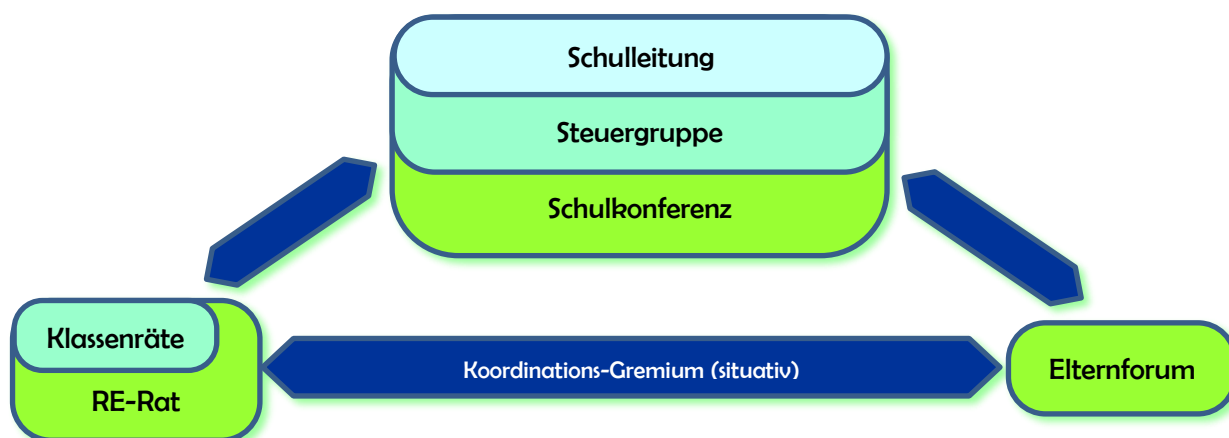 Schulleitung
Steuergruppe
Schulkonferenz
Klassenräte
RE-Rat
Koordinations-Gremium (situativ)
Elternforum